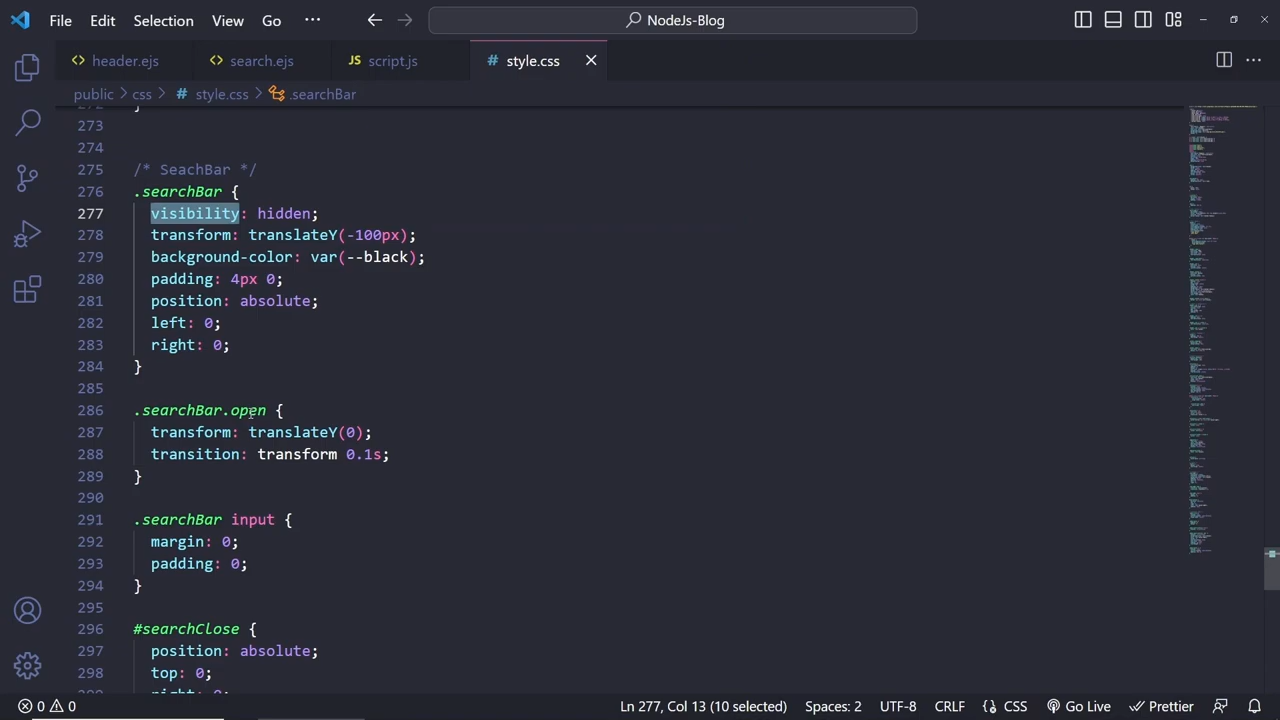 File Edit Selection View Go ··· NodeJs-Blog
header.ejs search.ejs JS script.js # style.css
public > css > # style.css > .searchBar
272 }
273
274
275 /* SeachBar */
276 .searchBar {
277 visibility: hidden;
278 transform: translateY(-100px);
279 background-color: var(--black);
280 padding: 4px 0;
281 position: absolute;
282 left: 0;
283 right: 0;
284 }
285
286 .searchBar.open {
287 transform: translateY(0);
288 transition: transform 0.1s;
289 }
290
291 .searchBar input {
292 margin: 0;
293 padding: 0;
294 }
295
296 #searchClose {
297 position: absolute;
298 top: 0;
299 right: 0;
0 0 Ln 277, Col 13 (10 selected) Spaces: 2 UTF-8 CRLF {} CSS Go Live Prettier